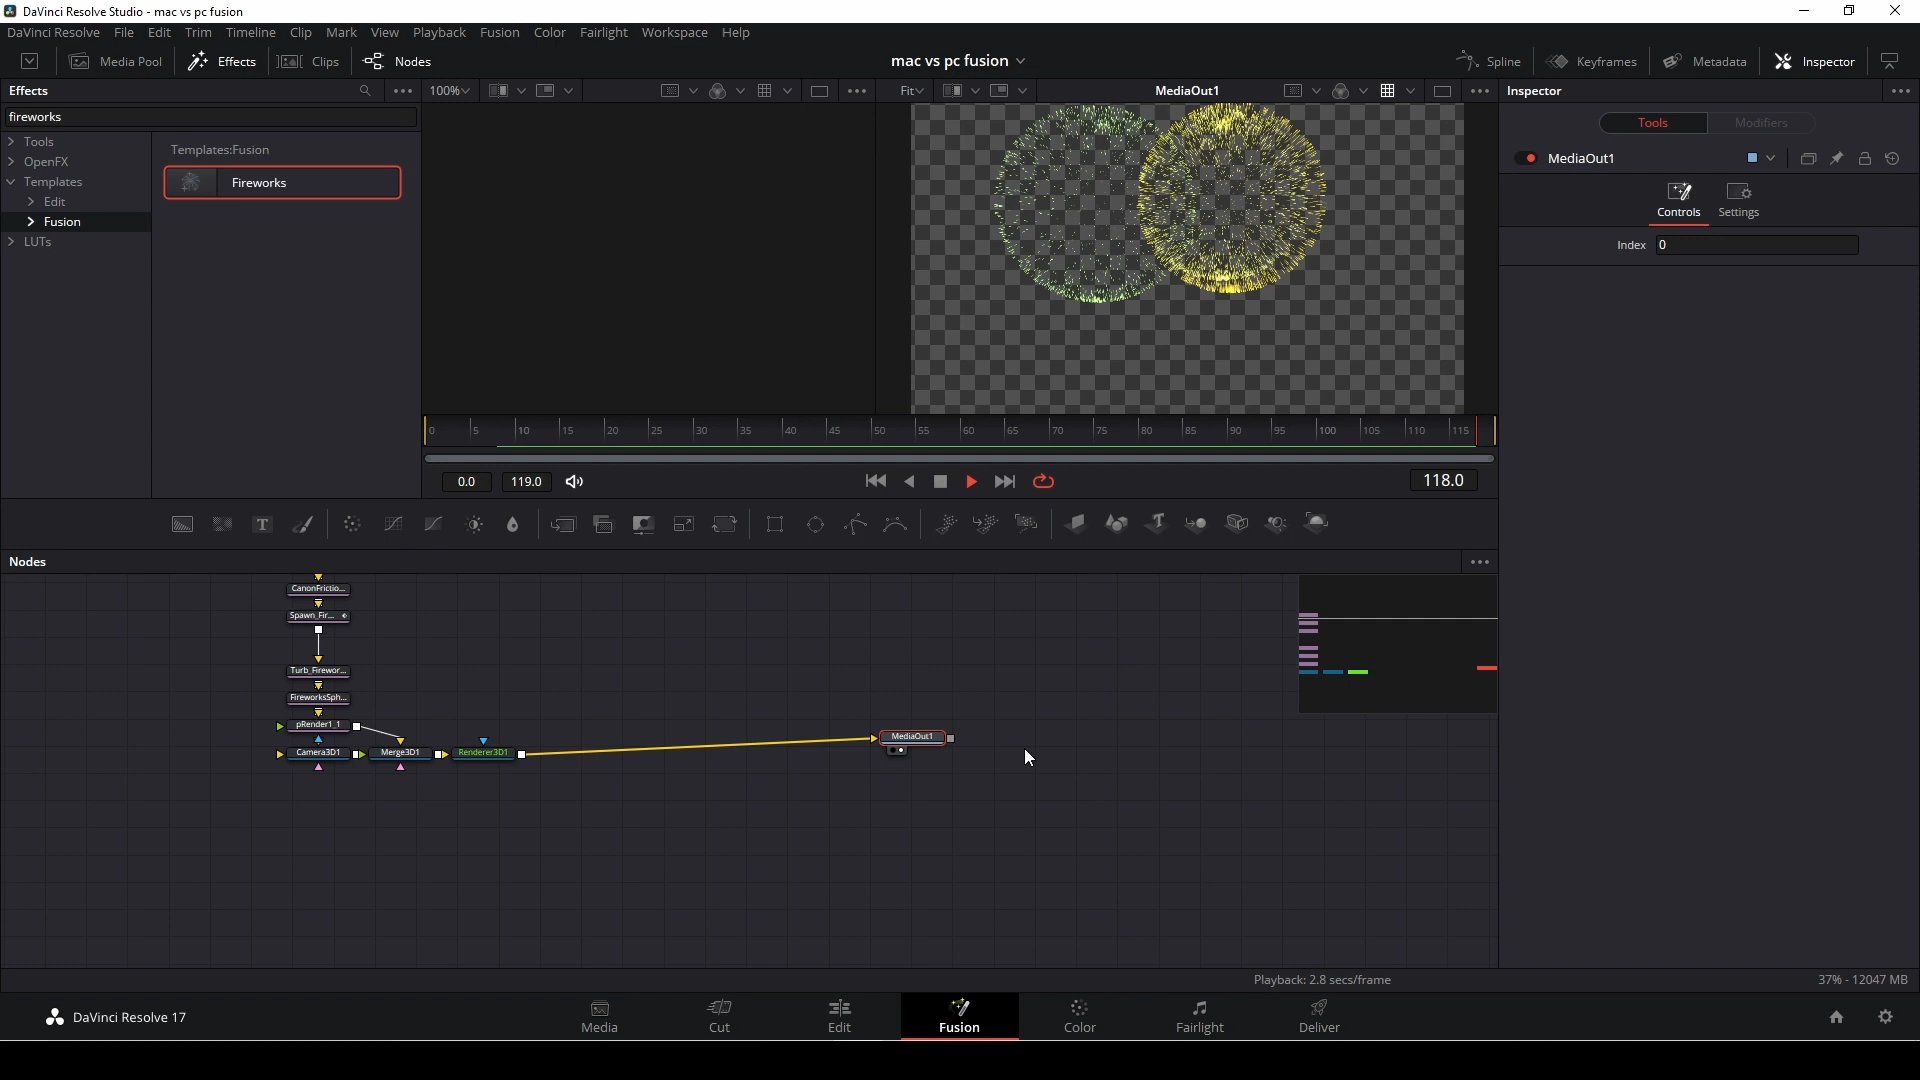 DaVinci Resolve Studio - mac vs pc fusion
DaVinci Resolve File Edit Trim Timeline Clip Mark View Playback Fusion Color Fairlight Workspace Help
Media Pool Effects Clips Nodes mac vs pc fusion Spline Keyframes Metadata Inspector
Effects 100% Fit MediaOut1 Inspector
fireworks
Tools Modifiers
Tools
OpenFX
Templates
Edit
Fusion
LUTs
Templates:Fusion
Fireworks
MediaOut1
Controls Settings
Index 0
0 5 10 15 20 25 30 35 40 45 50 55 60 65 70 75 80 85 90 95 100 105 110 115
0.0 119.0 118.0
Nodes
CanonFrictio...
Spawn_Fir...
Turb_Firewor...
FireworksSph...
pRender1_1
Camera3D1 Merge3D1 Renderer3D1 MediaOut1
Playback: 2.8 secs/frame 37% - 12047 MB
DaVinci Resolve 17 Media Cut Edit Fusion Color Fairlight Deliver